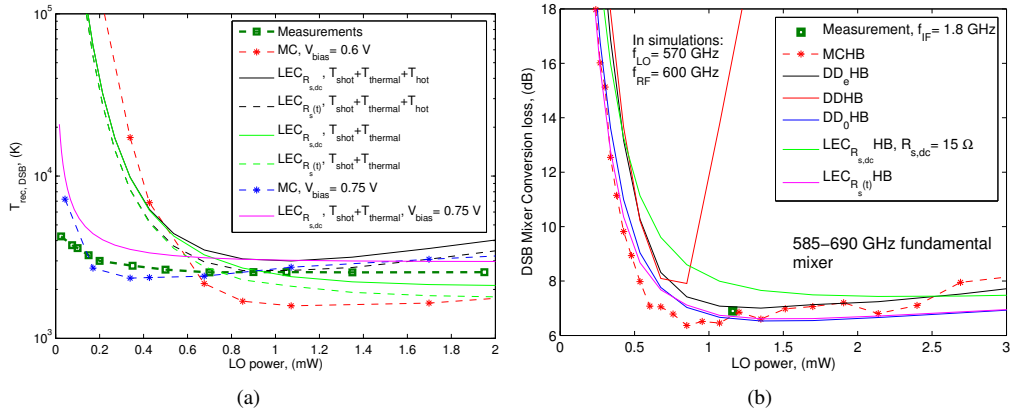 Measurements
MC, V_bias = 0.6 V
LEC_R_s,dc, T_shot+T_thermal+T_hot
LEC_R_s(t), T_shot+T_thermal+T_hot
LEC_R_s,dc, T_shot+T_thermal
LEC_R_s(t), T_shot+T_thermal
MC, V_bias = 0.75 V
LEC_R_s,dc, T_shot+T_thermal, V_bias = 0.75 V
T_rec, DSB, (K)
10^5
10^4
10^3
0 0.2 0.4 0.6 0.8 1 1.2 1.4 1.6 1.8 2
LO power, (mW)
(a)
In simulations:
f_LO = 570 GHz
f_RF = 600 GHz
Measurement, f_IF= 1.8 GHz
MCHB
DD_eHB
DDHB
DD_0HB
LEC_R_s,dc HB, R_s,dc= 15 Ω
LEC_R_s(t)HB
585−690 GHz fundamental
mixer
DSB Mixer Conversion loss, (dB)
18
16
14
12
10
8
6
0 0.5 1 1.5 2 2.5 3
LO power, (mW)
(b)